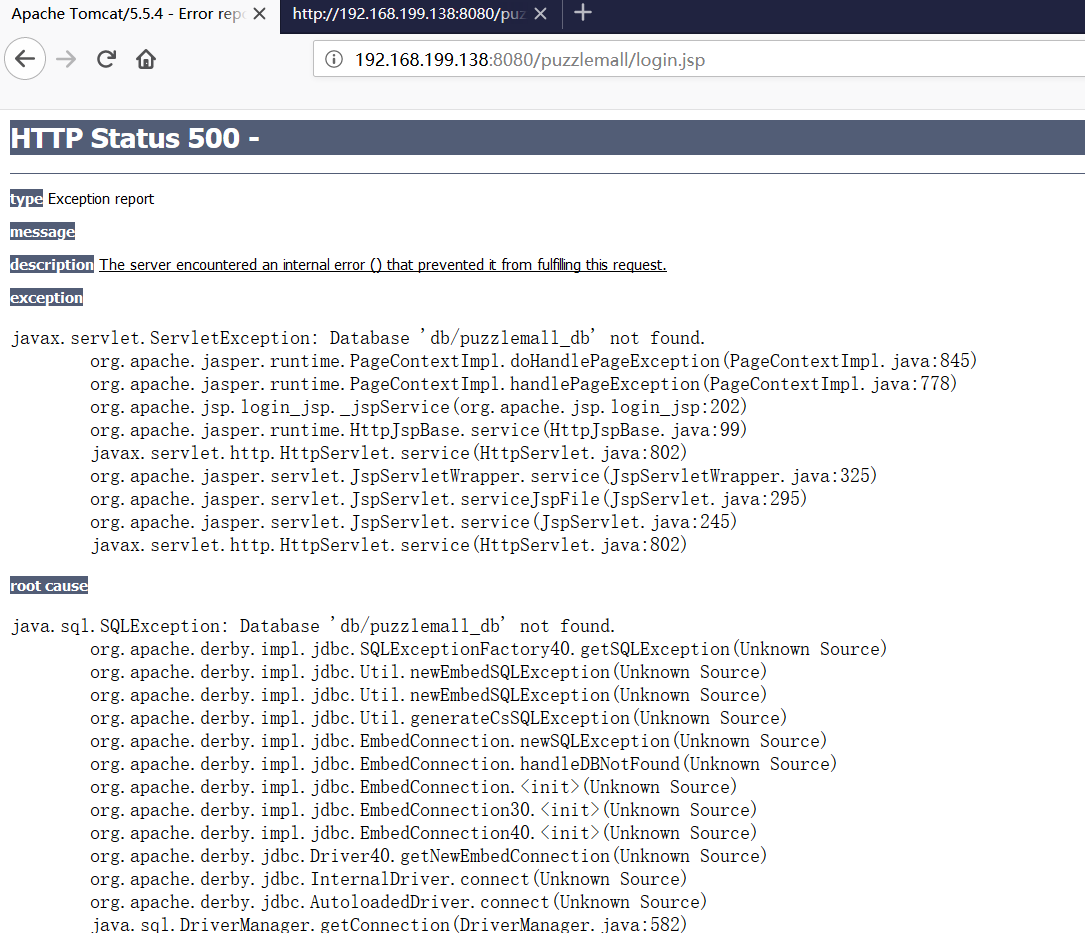 Apache Tomcat/5.5.4 - Error repo
http://192.168.199.138:8080/puz
192.168.199.138:8080/puzzlemall/login.jsp
HTTP Status 500 -
type Exception report
message
description The server encountered an internal error () that prevented it from fulfilling this request.
exception
javax.servlet.ServletException: Database 'db/puzzlemall_db' not found.
org.apache.jasper.runtime.PageContextImpl.doHandlePageException(PageContextImpl.java:845)
org.apache.jasper.runtime.PageContextImpl.handlePageException(PageContextImpl.java:778)
org.apache.jsp.login_jsp._jspService(org.apache.jsp.login_jsp:202)
org.apache.jasper.runtime.HttpJspBase.service(HttpJspBase.java:99)
javax.servlet.http.HttpServlet.service(HttpServlet.java:802)
org.apache.jasper.servlet.JspServletWrapper.service(JspServletWrapper.java:325)
org.apache.jasper.servlet.JspServlet.serviceJspFile(JspServlet.java:295)
org.apache.jasper.servlet.JspServlet.service(JspServlet.java:245)
javax.servlet.http.HttpServlet.service(HttpServlet.java:802)
root cause
java.sql.SQLException: Database 'db/puzzlemall_db' not found.
org.apache.derby.impl.jdbc.SQLExceptionFactory40.getSQLException(Unknown Source)
org.apache.derby.impl.jdbc.Util.newEmbedSQLException(Unknown Source)
org.apache.derby.impl.jdbc.Util.newEmbedSQLException(Unknown Source)
org.apache.derby.impl.jdbc.Util.generateCsSQLException(Unknown Source)
org.apache.derby.impl.jdbc.EmbedConnection.newSQLException(Unknown Source)
org.apache.derby.impl.jdbc.EmbedConnection.handleDBNotFound(Unknown Source)
org.apache.derby.impl.jdbc.EmbedConnection.<init>(Unknown Source)
org.apache.derby.impl.jdbc.EmbedConnection30.<init>(Unknown Source)
org.apache.derby.impl.jdbc.EmbedConnection40.<init>(Unknown Source)
org.apache.derby.jdbc.Driver40.getNewEmbedConnection(Unknown Source)
org.apache.derby.jdbc.InternalDriver.connect(Unknown Source)
org.apache.derby.jdbc.AutoloadedDriver.connect(Unknown Source)
java.sql.DriverManager.getConnection(DriverManager.java:582)